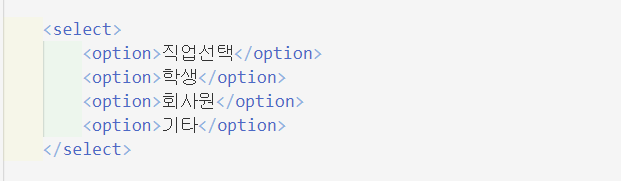 <select>
<option>직업선택</option>
<option>학생</option>
<option>회사원</option>
<option>기타</option>
</select>